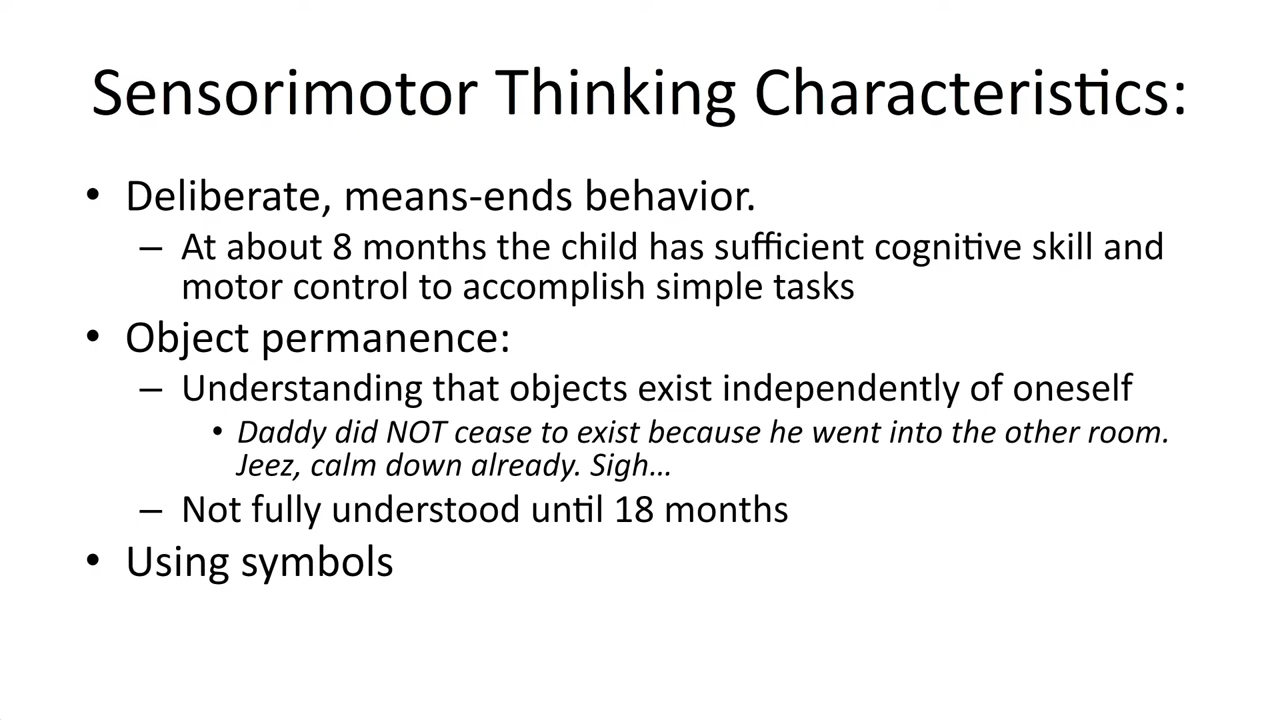 Sensorimotor Thinking Characteristics:
• Deliberate, means-ends behavior.
– At about 8 months the child has sufficient cognitive skill and
motor control to accomplish simple tasks
• Object permanence:
– Understanding that objects exist independently of oneself
• Daddy did NOT cease to exist because he went into the other room.
Jeez, calm down already. Sigh…
– Not fully understood until 18 months
• Using symbols